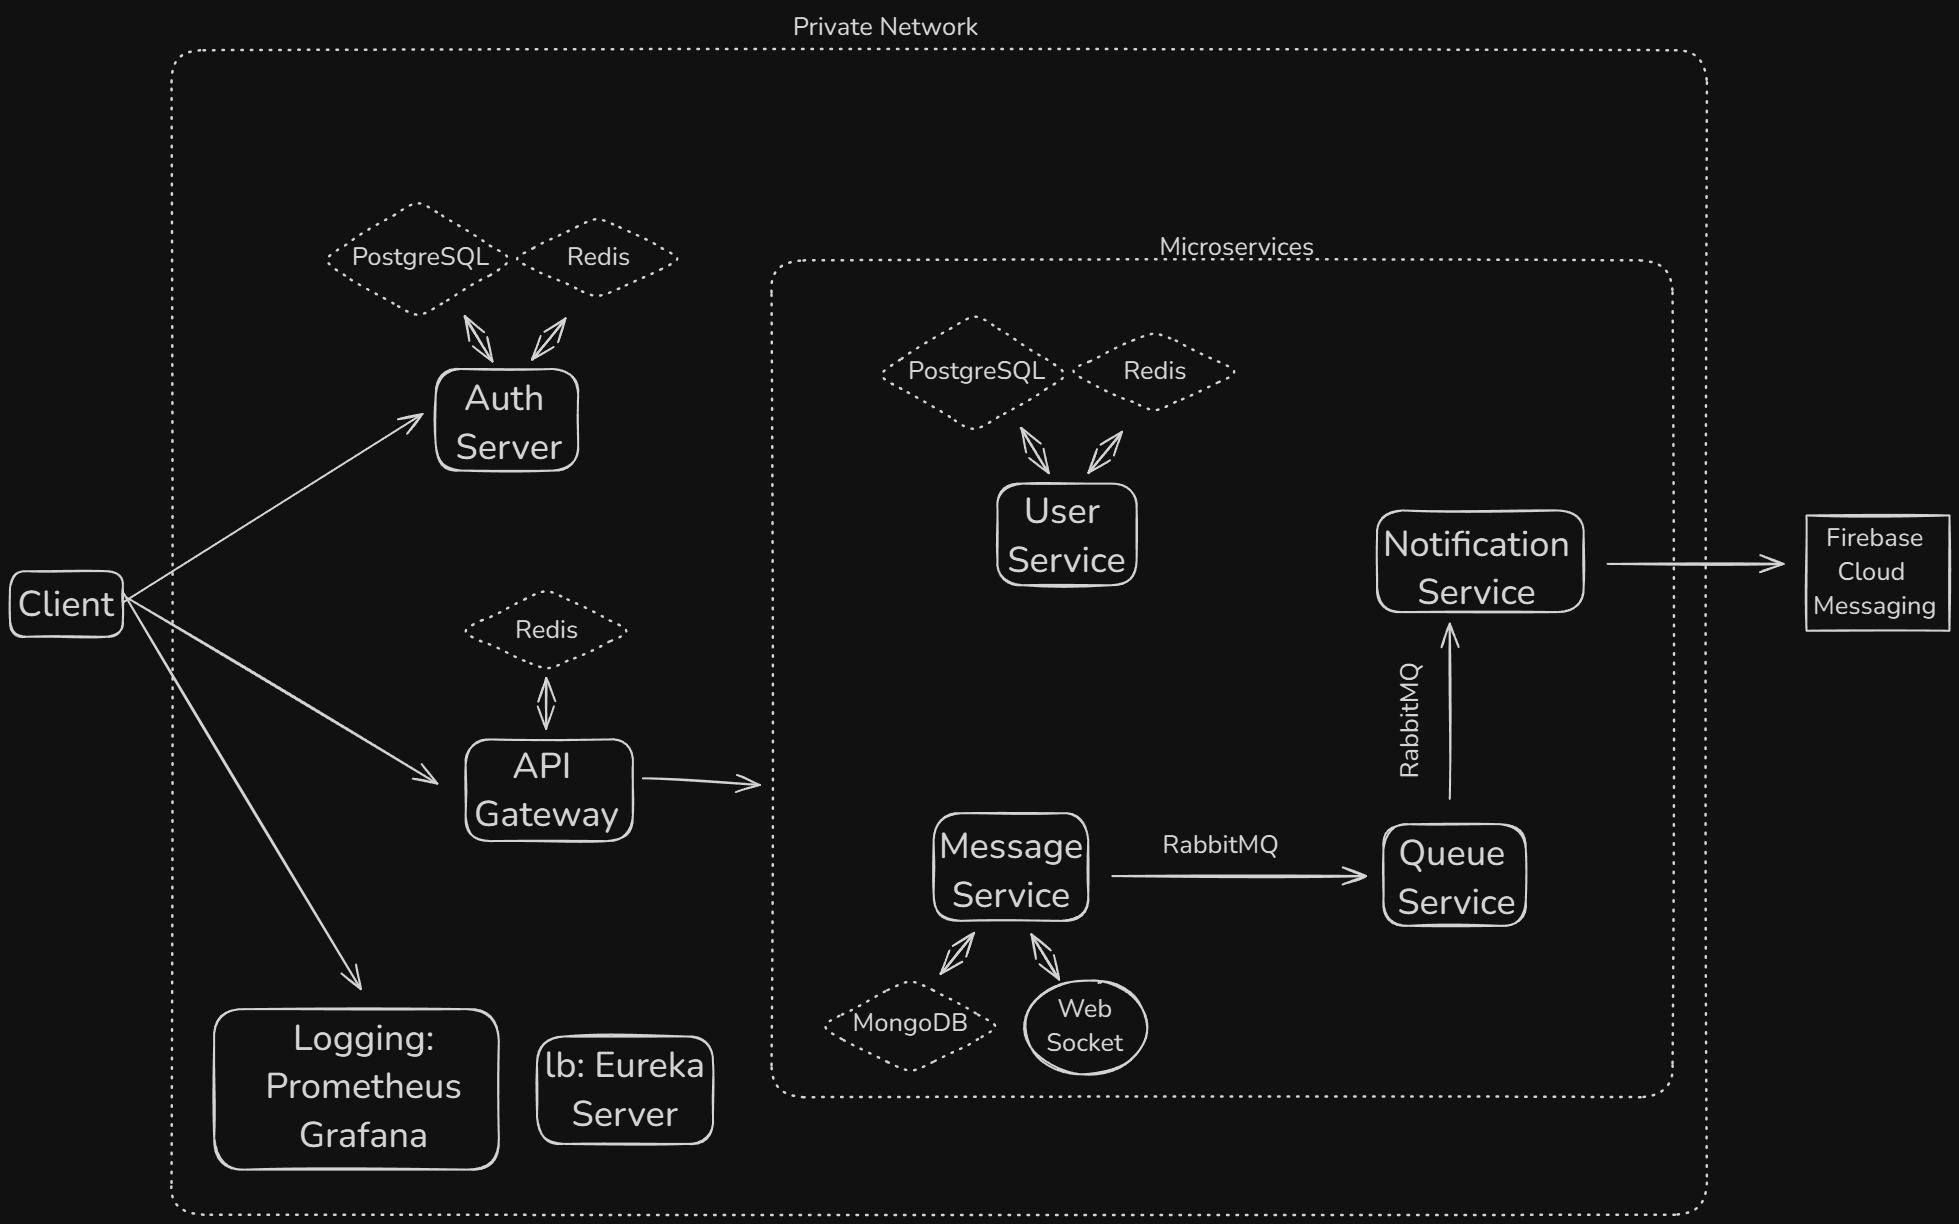 Private Network
PostgreSQL
Redis
Auth
Server
Microservices
PostgreSQL
Redis
User
Service
Notification
Service
Firebase
Cloud
Messaging
Client
Redis
API
Gateway
RabbitMQ
Message
Service
RabbitMQ
Queue
Service
MongoDB
Web
Socket
Logging:
Prometheus
Grafana
lb: Eureka
Server